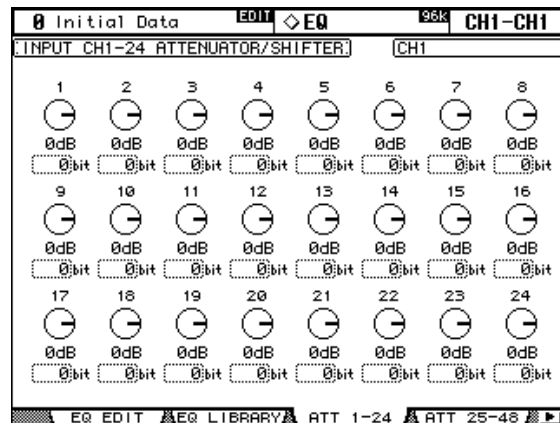 0 Initial Data EDIT ◇EQ 96k CH1-CH1
INPUT CH1-24 ATTENUATOR/SHIFTER CH1
1 2 3 4 5 6 7 8
0dB 0dB 0dB 0dB 0dB 0dB 0dB 0dB
0bit 0bit 0bit 0bit 0bit 0bit 0bit 0bit
9 10 11 12 13 14 15 16
0dB 0dB 0dB 0dB 0dB 0dB 0dB 0dB
0bit 0bit 0bit 0bit 0bit 0bit 0bit 0bit
17 18 19 20 21 22 23 24
0dB 0dB 0dB 0dB 0dB 0dB 0dB 0dB
0bit 0bit 0bit 0bit 0bit 0bit 0bit 0bit
EQ EDIT EQ LIBRARY ATT 1-24 ATT 25-48